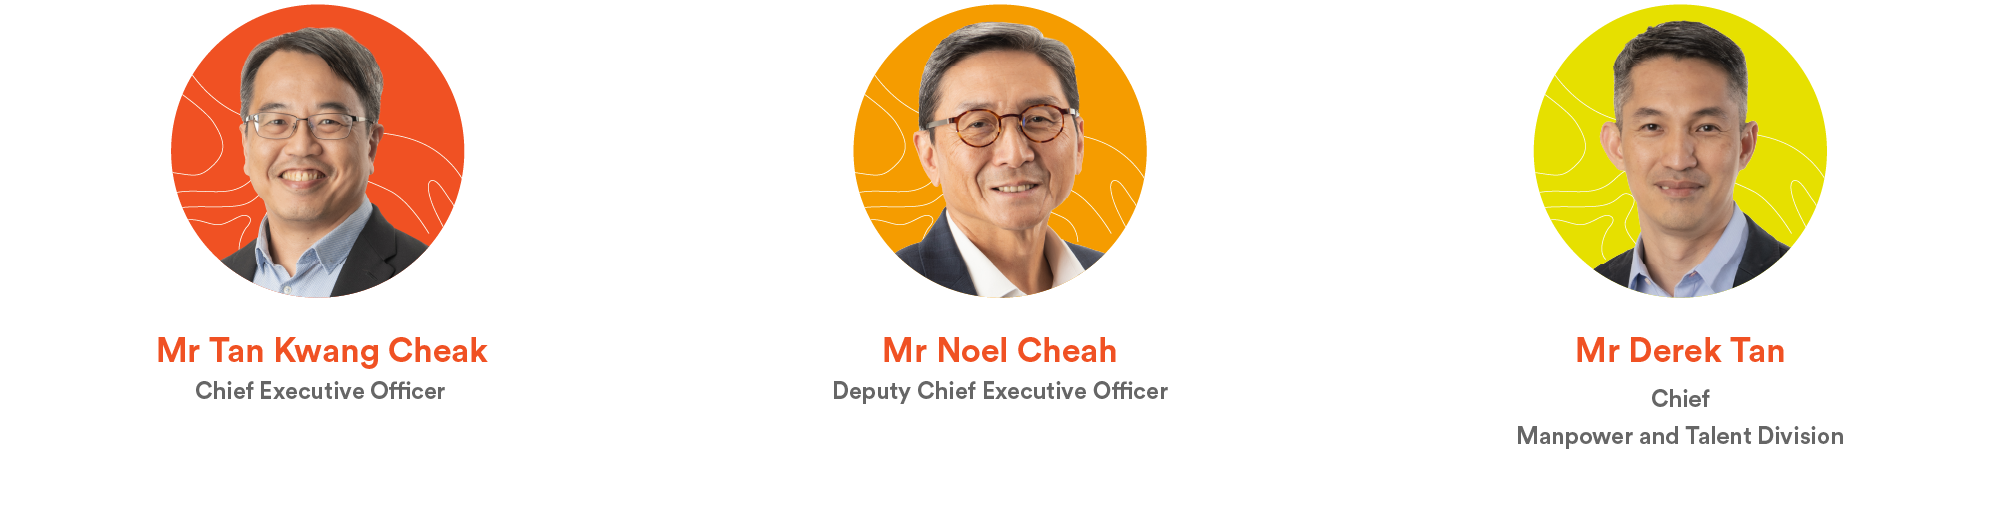 Mr Tan Kwang Cheak
Chief Executive Officer
Mr Noel Cheah
Deputy Chief Executive Officer
Mr Derek Tan
Chief
Manpower and Talent Division